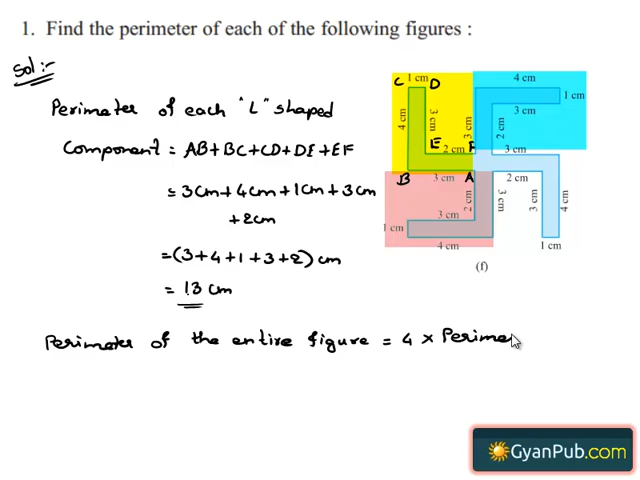 1. Find the perimeter of each of the following figures :
Sol:-
Perimeter of each "L" shaped
Component = AB+BC+CD+DE+EF
= 3cm+4cm+1cm+3cm
+2cm
=(3+4+1+3+2) cm
= 13 cm
Perimeter of the entire figure = 4 × Perime
C 1 cm D
4 cm
1 cm
4 cm
3 cm
3 cm
2 cm
3 cm
E 2 cm F
3 cm
B 3 cm A
2 cm
2 cm
3 cm
3 cm
4 cm
3 cm
1 cm
4 cm
1 cm
(f)
GyanPub.com